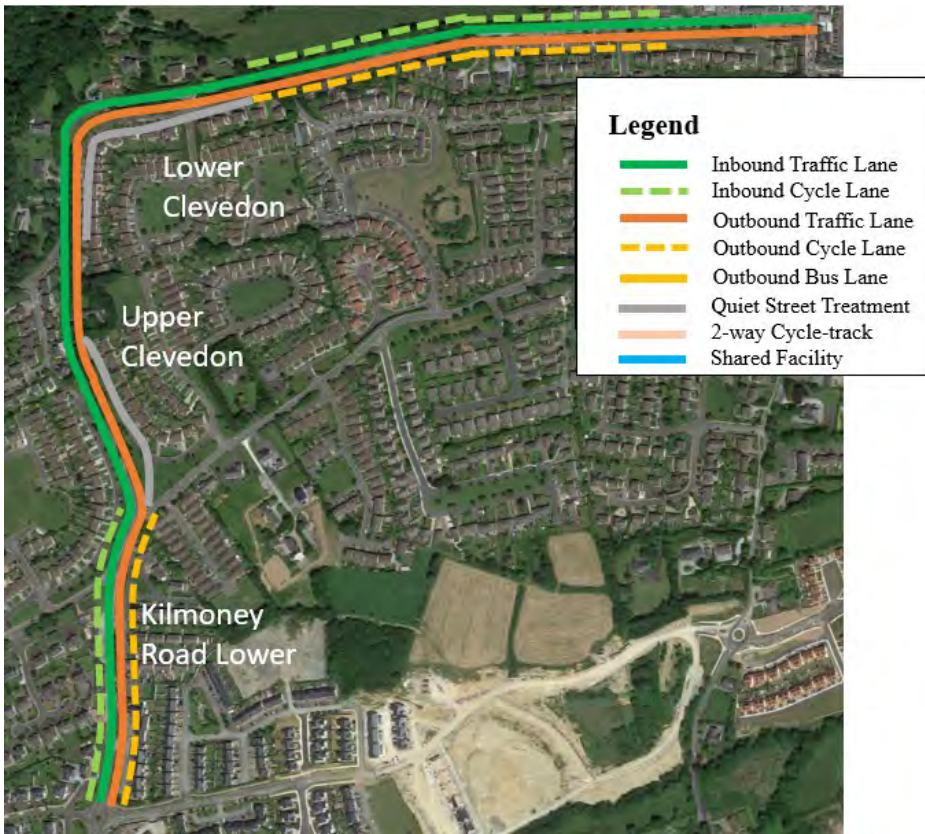 Lower
Clevedon
Upper
Clevedon
Kilmoney
Road Lower
Legend
Inbound Traffic Lane
Inbound Cycle Lane
Outbound Traffic Lane
Outbound Cycle Lane
Outbound Bus Lane
Quiet Street Treatment
2-way Cycle-track
Shared Facility